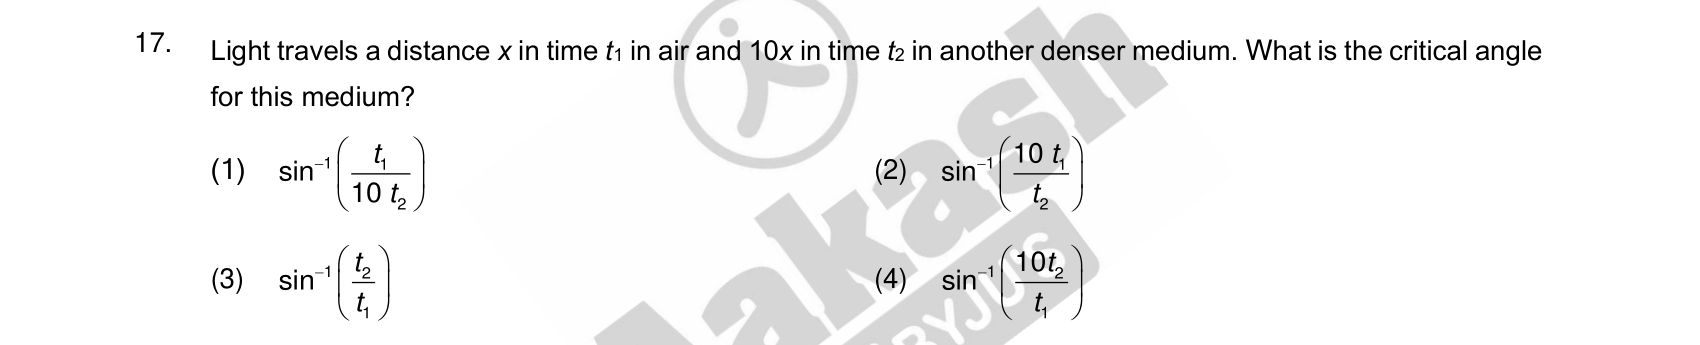 17. Light travels a distance x in time t₁ in air and 10x in time t₂ in another denser medium. What is the critical angle
for this medium?
(1) sin⁻¹(t₁/10 t₂) (2) sin⁻¹(10 t₁/t₂)
(3) sin⁻¹(t₂/t₁) (4) sin⁻¹(10t₂/t₁)
Aakash
BYJU'S